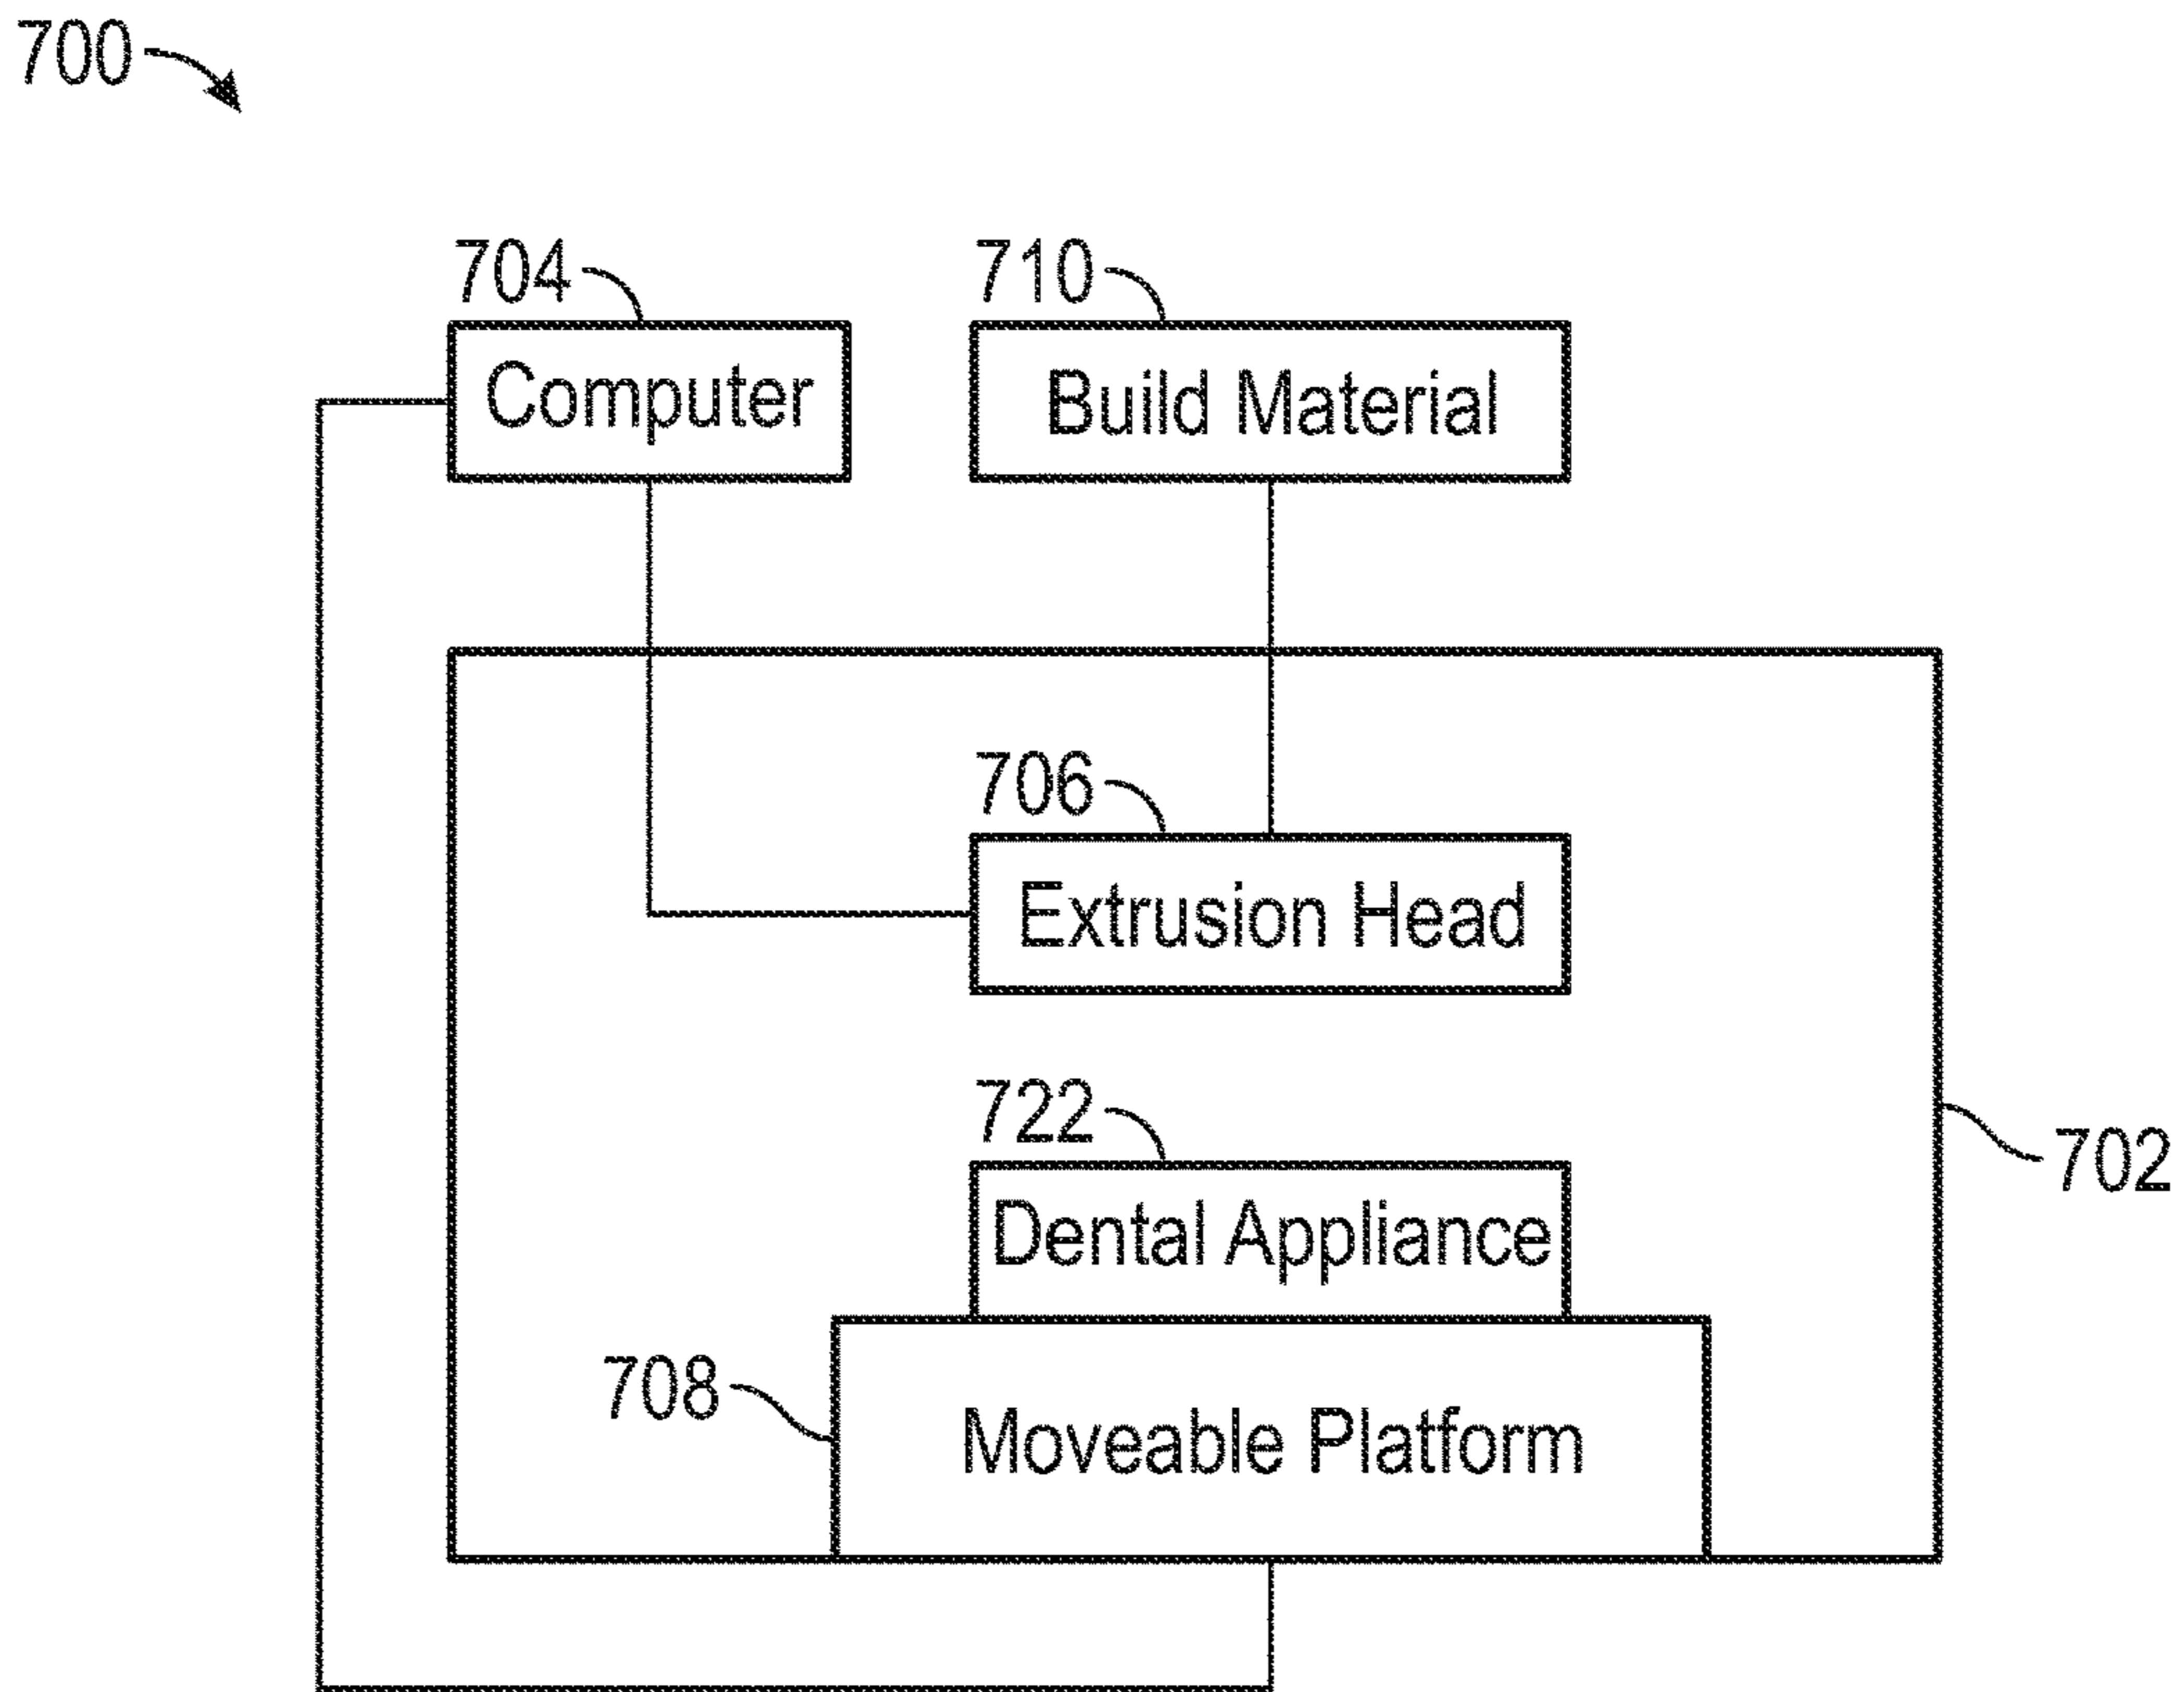 700
704
710
Computer
Build Material
706
Extrusion Head
722
702
Dental Appliance
708
Moveable Platform